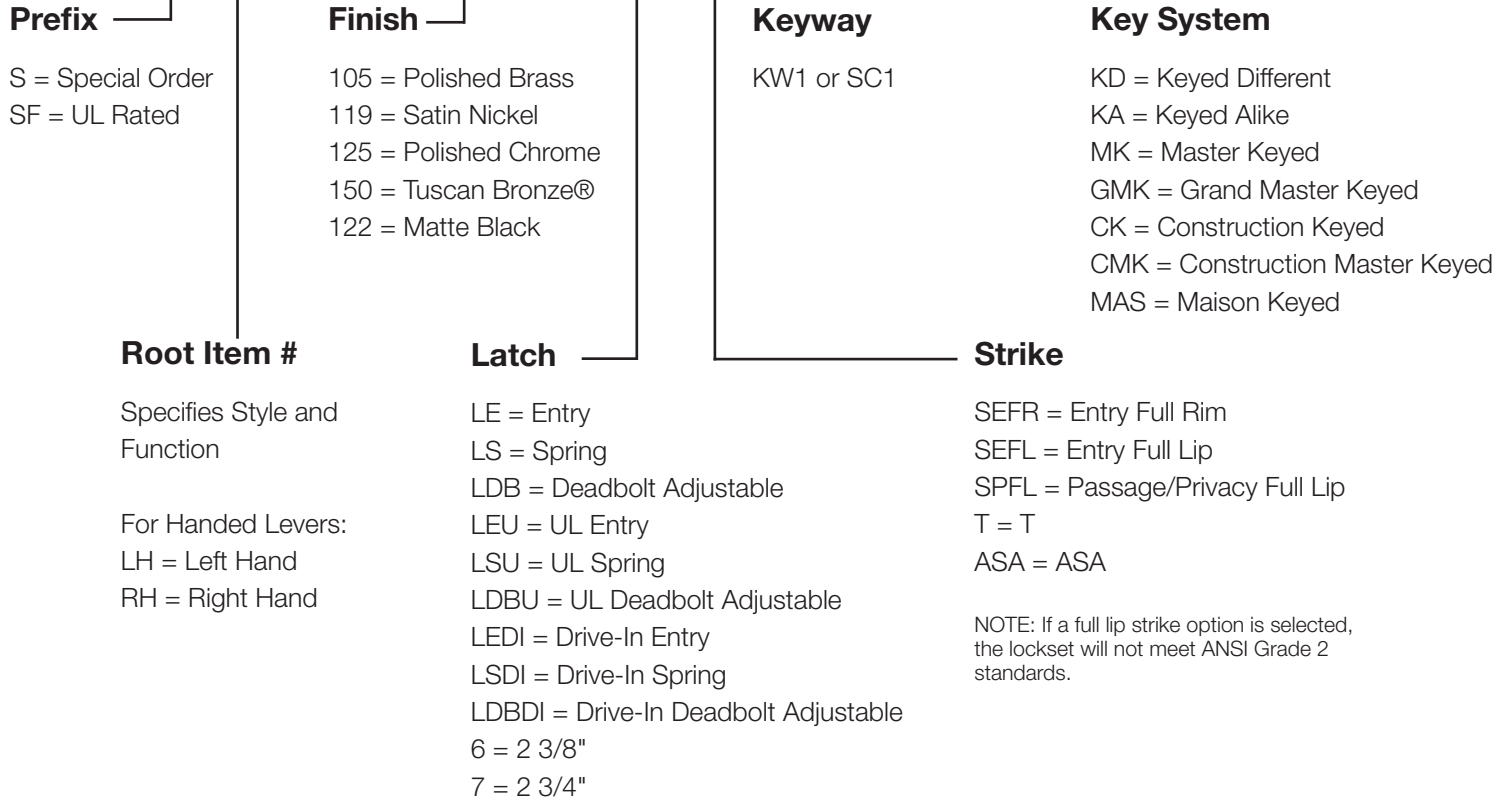 Prefix
S = Special Order
SF = UL Rated
Finish
105 = Polished Brass
119 = Satin Nickel
125 = Polished Chrome
150 = Tuscan Bronze®
122 = Matte Black
Keyway
KW1 or SC1
Key System
KD = Keyed Different
KA = Keyed Alike
MK = Master Keyed
GMK = Grand Master Keyed
CK = Construction Keyed
CMK = Construction Master Keyed
MAS = Maison Keyed
Root Item #
Specifies Style and
Function
For Handed Levers:
LH = Left Hand
RH = Right Hand
Latch
LE = Entry
LS = Spring
LDB = Deadbolt Adjustable
LEU = UL Entry
LSU = UL Spring
LDBU = UL Deadbolt Adjustable
LEDI = Drive-In Entry
LSDI = Drive-In Spring
LDBDI = Drive-In Deadbolt Adjustable
6 = 2 3/8"
7 = 2 3/4"
Strike
SEFR = Entry Full Rim
SEFL = Entry Full Lip
SPFL = Passage/Privacy Full Lip
T = T
ASA = ASA
NOTE: If a full lip strike option is selected,
the lockset will not meet ANSI Grade 2
standards.